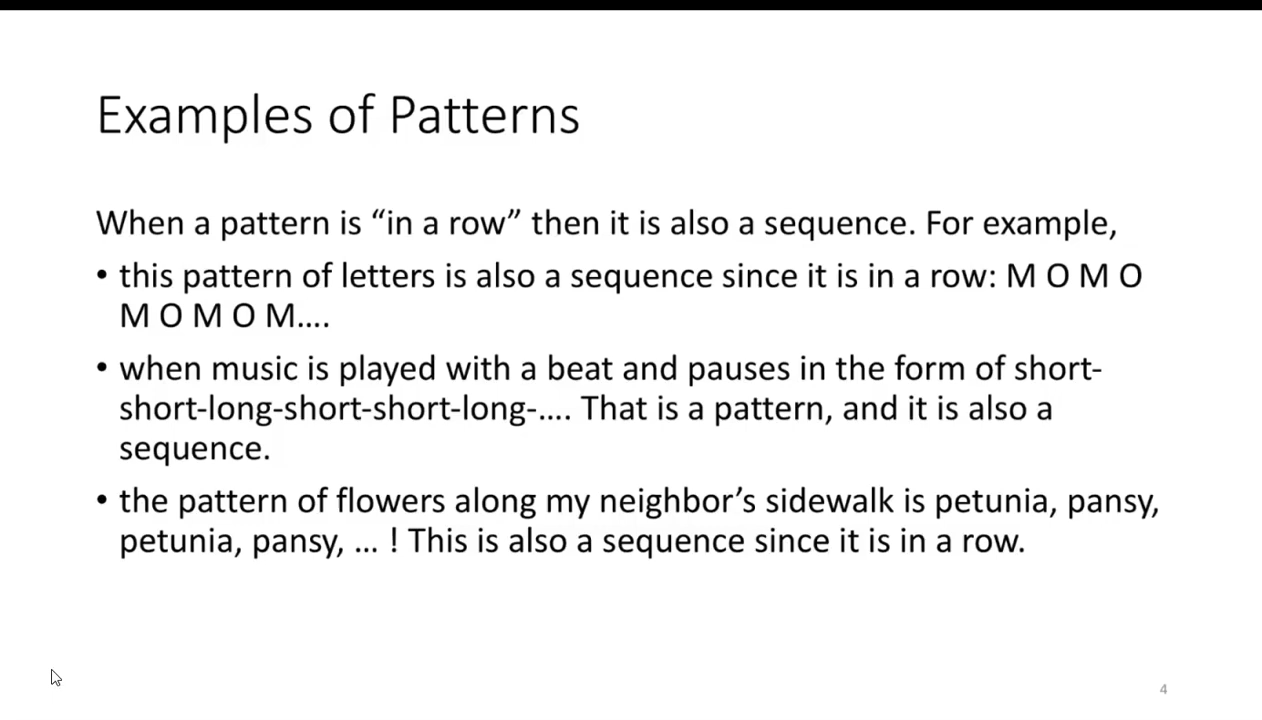 Examples of Patterns
When a pattern is “in a row” then it is also a sequence. For example,
• this pattern of letters is also a sequence since it is in a row: M O M O
M O M O M….
• when music is played with a beat and pauses in the form of short-
short-long-short-short-long-…. That is a pattern, and it is also a
sequence.
• the pattern of flowers along my neighbor’s sidewalk is petunia, pansy,
petunia, pansy, … ! This is also a sequence since it is in a row.
4